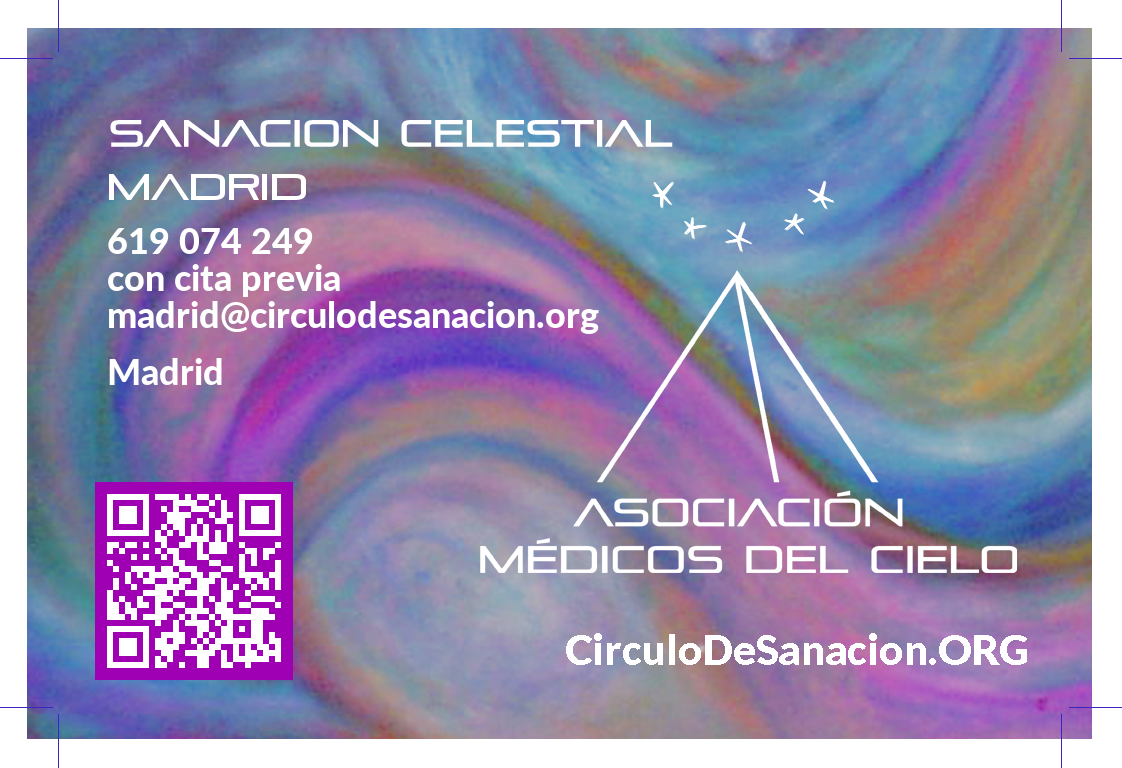 SANACION CELESTIAL
MADRID
619 074 249
con cita previa
madrid@circulodesanacion.org
Madrid
ASOCIACIÓN
MÉDICOS DEL CIELO
CirculoDeSanacion.ORG